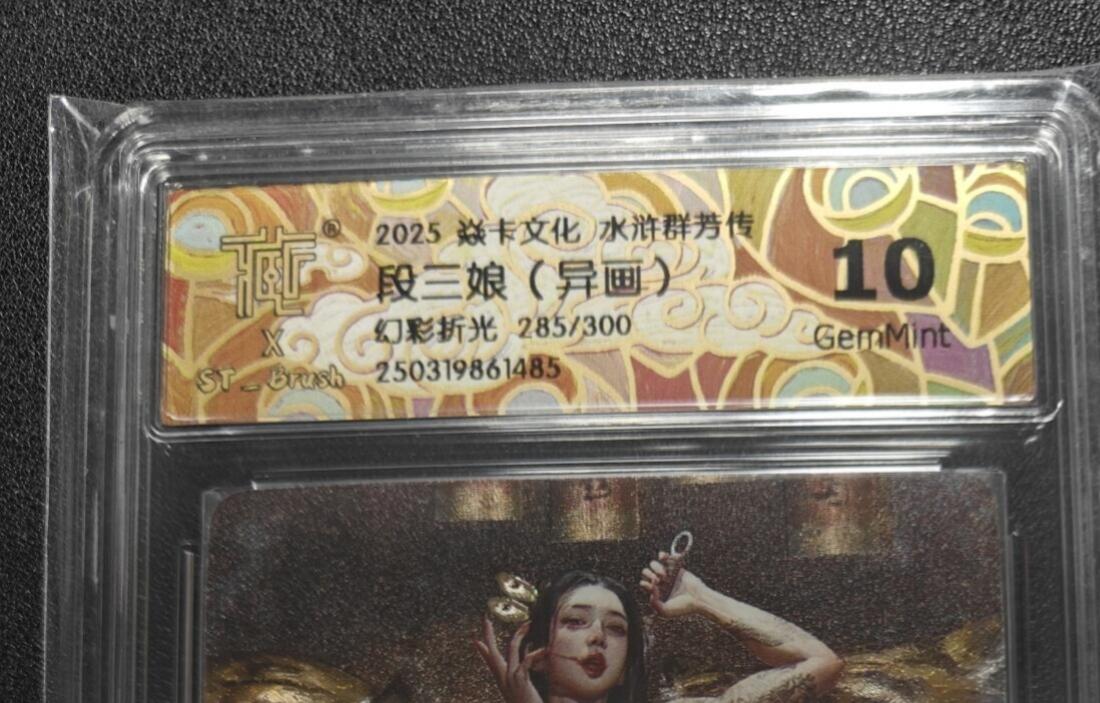 藏®
X
ST_Brush
2025 焱卡文化 水浒群芳传
段三娘（异画）
幻彩折光 285/300
250319861485
10
GemMint